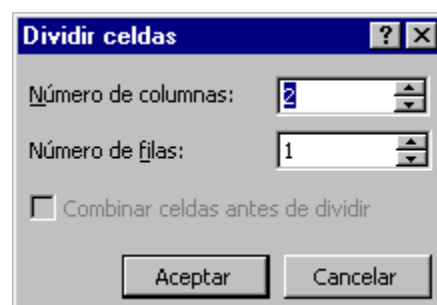 Dividir celdas
Número de columnas: 2
Número de filas: 1
Combinar celdas antes de dividir
Aceptar Cancelar